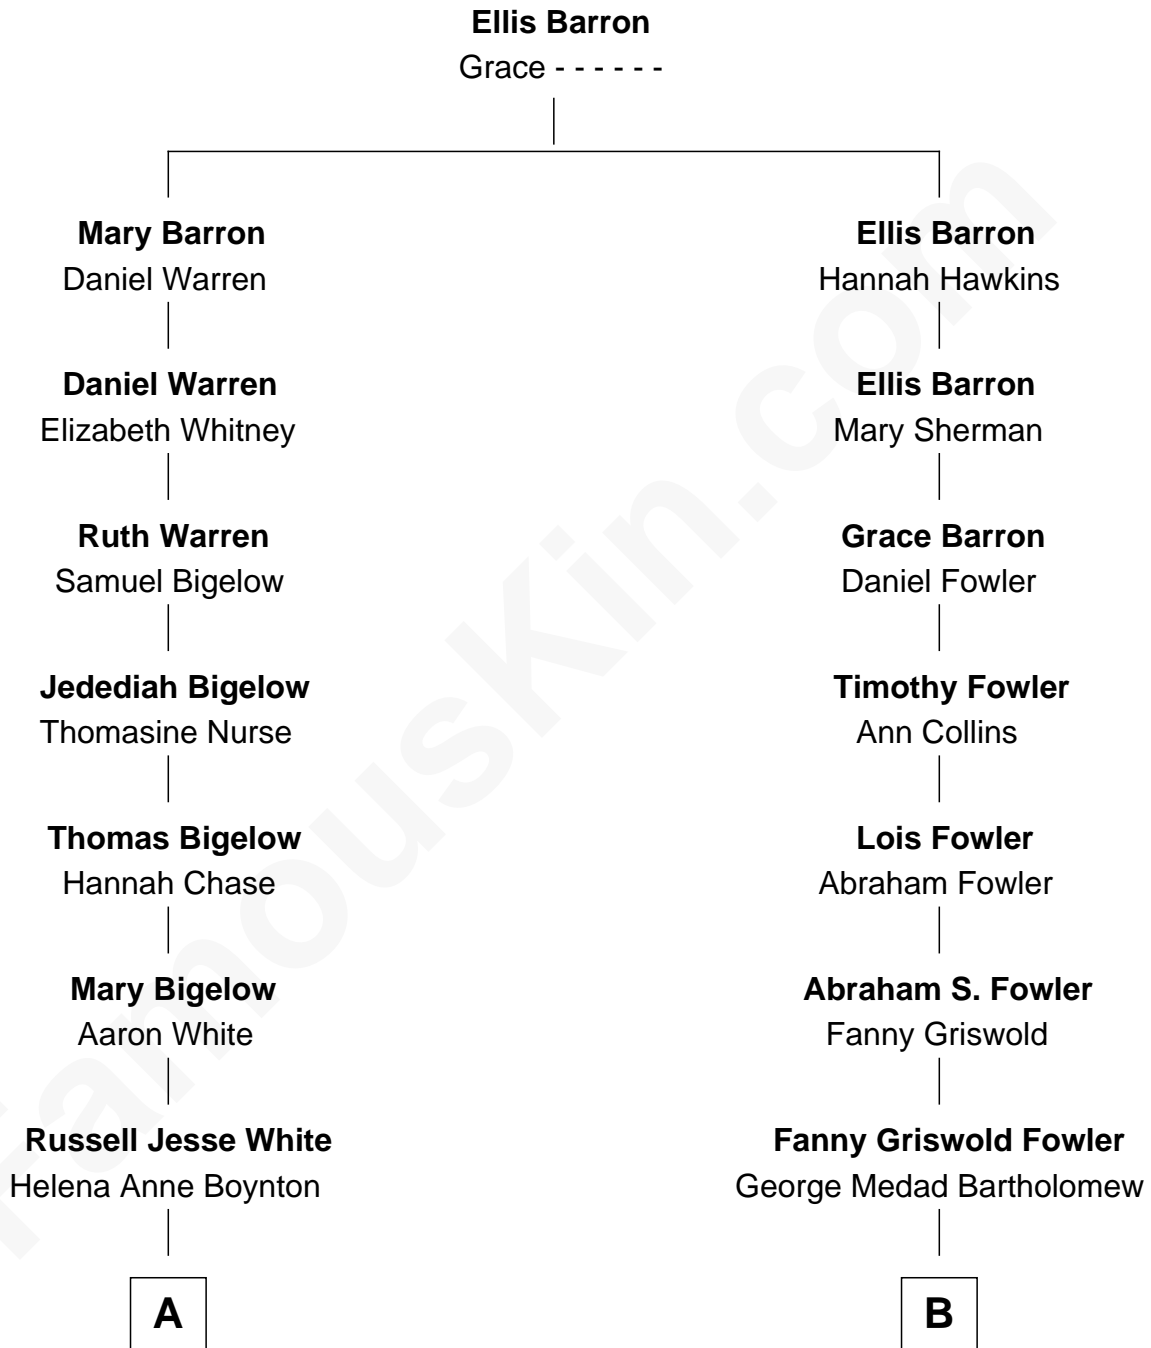 Ellis Barron
Grace - - - - - -
Mary Barron
Daniel Warren
Ellis Barron
Hannah Hawkins
Daniel Warren
Elizabeth Whitney
Ellis Barron
Mary Sherman
Ruth Warren
Samuel Bigelow
Grace Barron
Daniel Fowler
Jedediah Bigelow
Thomasine Nurse
Timothy Fowler
Ann Collins
Thomas Bigelow
Hannah Chase
Lois Fowler
Abraham Fowler
Mary Bigelow
Aaron White
Abraham S. Fowler
Fanny Griswold
Russell Jesse White
Helena Anne Boynton
Fanny Griswold Fowler
George Medad Bartholomew
A
B
FamousKin.com